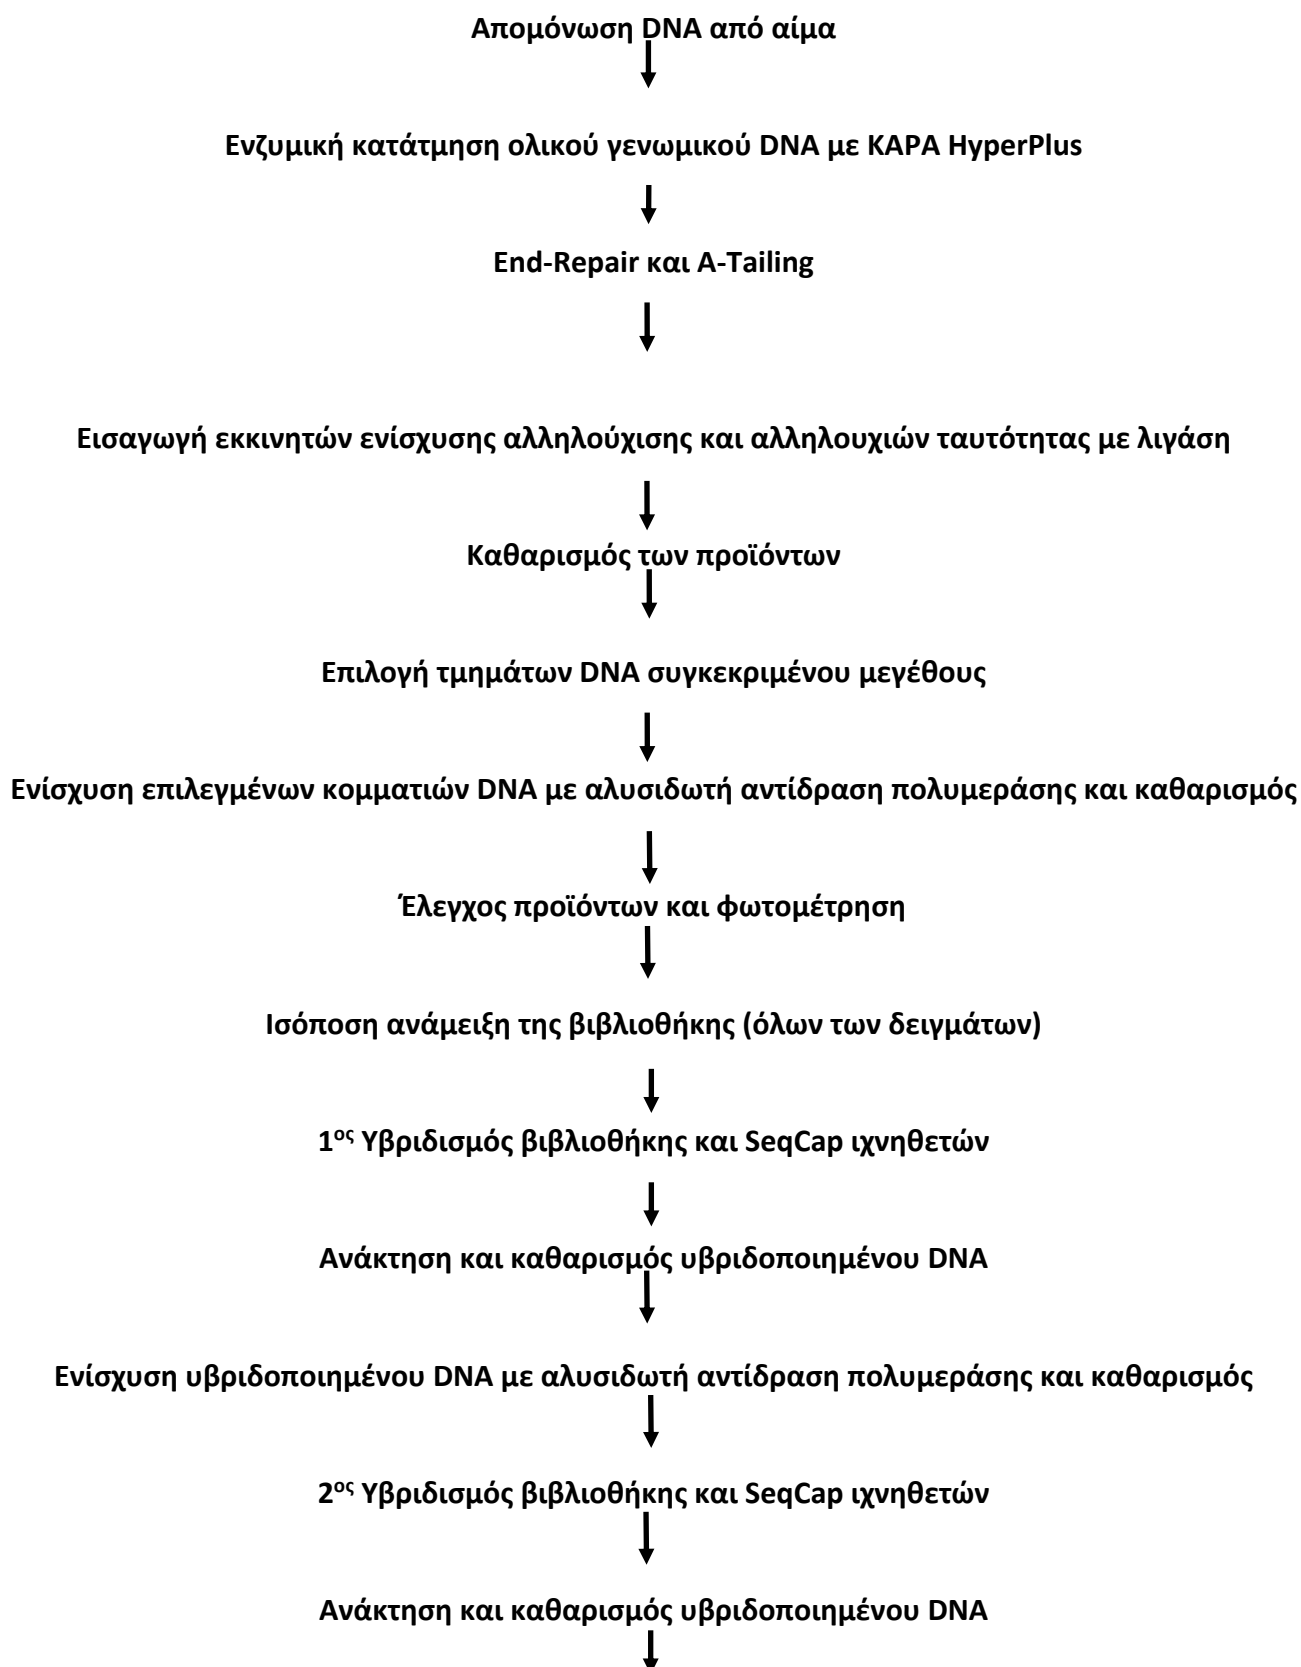 Απομόνωση DNA από αίμα
Ενζυμική κατάτμηση ολικού γενωμικού DNA με KAPA HyperPlus
End-Repair και A-Tailing
Εισαγωγή εκκινητών ενίσχυσης αλληλούχισης και αλληλουχιών ταυτότητας με λιγάση
Καθαρισμός των προϊόντων
Επιλογή τμημάτων DNA συγκεκριμένου μεγέθους
Ενίσχυση επιλεγμένων κομματιών DNA με αλυσιδωτή αντίδραση πολυμεράσης και καθαρισμός
Έλεγχος προϊόντων και φωτομέτρηση
Ισόποση ανάμειξη της βιβλιοθήκης (όλων των δειγμάτων)
1ος Υβριδισμός βιβλιοθήκης και SeqCap ιχνηθετών
Ανάκτηση και καθαρισμός υβριδοποιημένου DNA
Ενίσχυση υβριδοποιημένου DNA με αλυσιδωτή αντίδραση πολυμεράσης και καθαρισμός
2ος Υβριδισμός βιβλιοθήκης και SeqCap ιχνηθετών
Ανάκτηση και καθαρισμός υβριδοποιημένου DNA